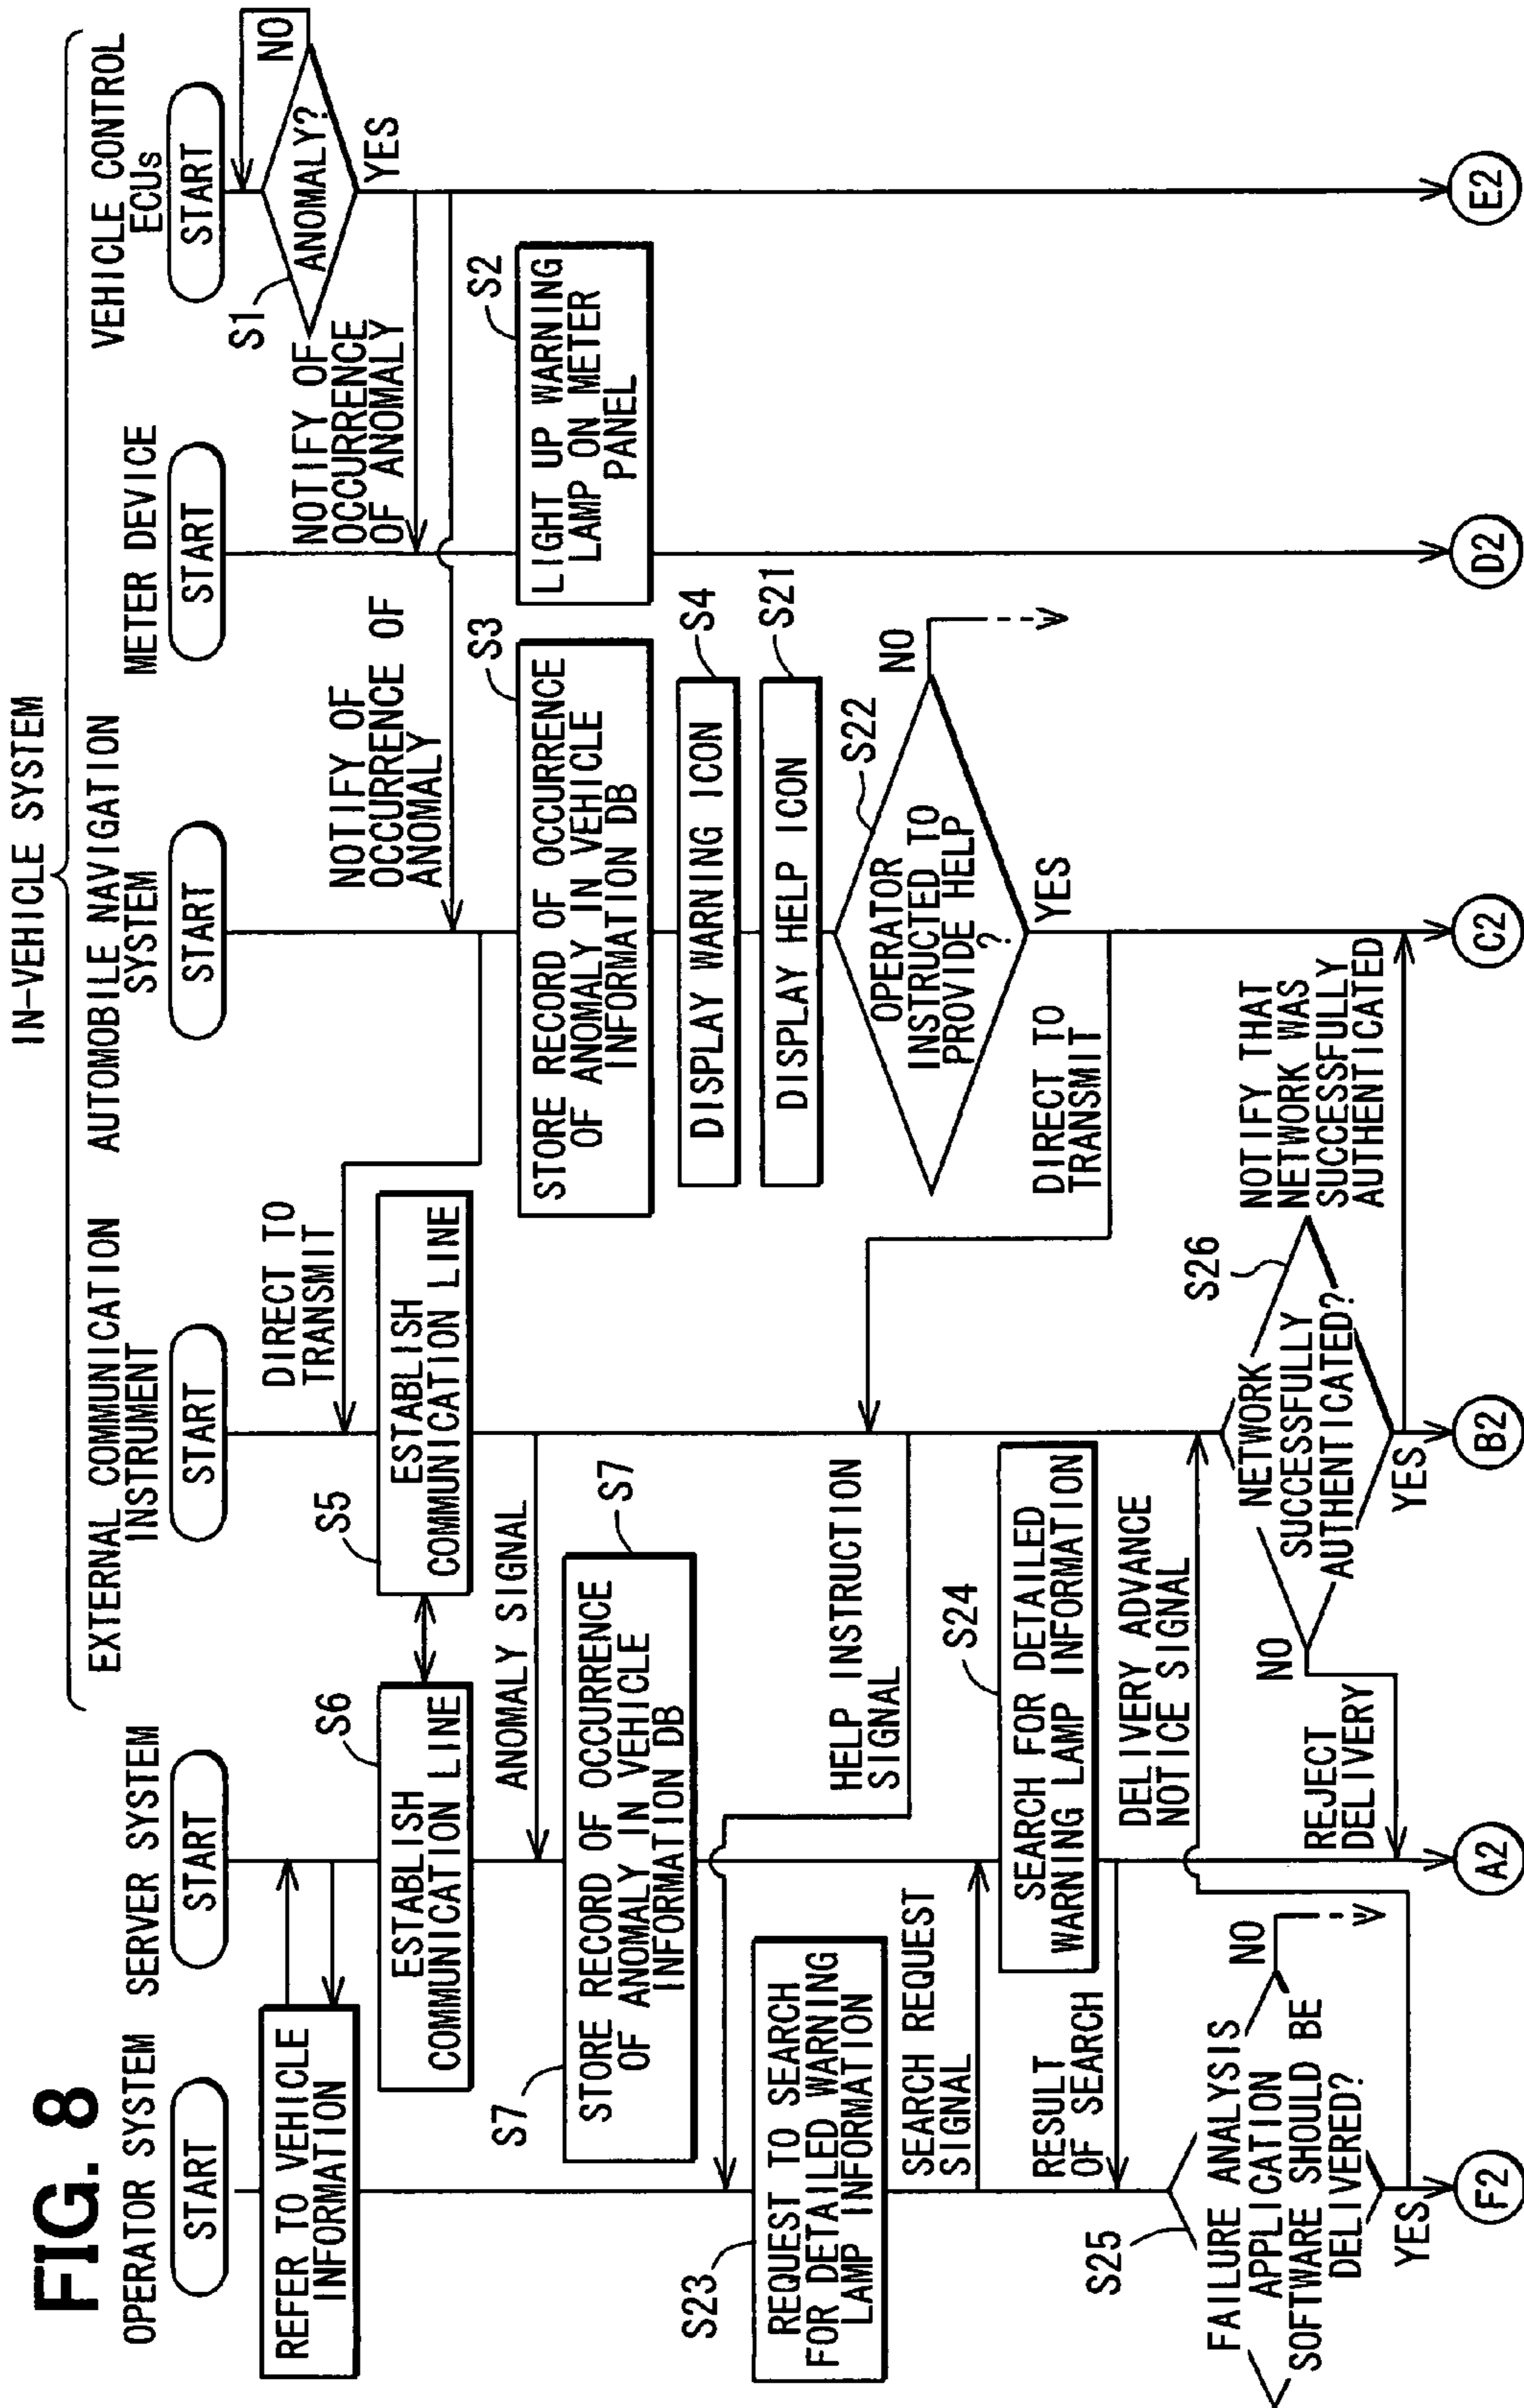 FIG. 8
IN-VEHICLE SYSTEM
OPERATOR SYSTEM
SERVER SYSTEM
EXTERNAL COMMUNICATION
INSTRUMENT
AUTOMOBILE NAVIGATION
SYSTEM
METER DEVICE
VEHICLE CONTROL
ECUs
START
START
START
START
START
START
REFER TO VEHICLE
INFORMATION
S1
ANOMALY?
NO
YES
NOTIFY OF
OCCURRENCE
OF ANOMALY
NOTIFY OF
OCCURRENCE OF
ANOMALY
S2
LIGHT UP WARNING
LAMP ON METER
PANEL
DIRECT TO
TRANSMIT
S3
STORE RECORD OF OCCURRENCE
OF ANOMALY IN VEHICLE
INFORMATION DB
S4
DISPLAY WARNING ICON
S21
DISPLAY HELP ICON
S5
ESTABLISH
COMMUNICATION LINE
S6
ESTABLISH
COMMUNICATION LINE
ANOMALY SIGNAL
S7
S7
STORE RECORD OF OCCURRENCE
OF ANOMALY IN VEHICLE
INFORMATION DB
S22
OPERATOR
INSTRUCTED TO
PROVIDE HELP
?
NO
YES
DIRECT TO
TRANSMIT
HELP INSTRUCTION
SIGNAL
S23
REQUEST TO SEARCH
FOR DETAILED WARNING
LAMP INFORMATION
SEARCH REQUEST
SIGNAL
S24
SEARCH FOR DETAILED
WARNING LAMP INFORMATION
RESULT
OF SEARCH
S25
FAILURE ANALYSIS
APPLICATION
SOFTWARE SHOULD BE
DELIVERED?
NO
YES
DELIVERY ADVANCE
NOTICE SIGNAL
S26
NETWORK
SUCCESSFULLY
AUTHENTICATED?
NO
YES
REJECT
DELIVERY
NOTIFY THAT
NETWORK WAS
SUCCESSFULLY
AUTHENTICATED
F2
A2
B2
C2
D2
E2